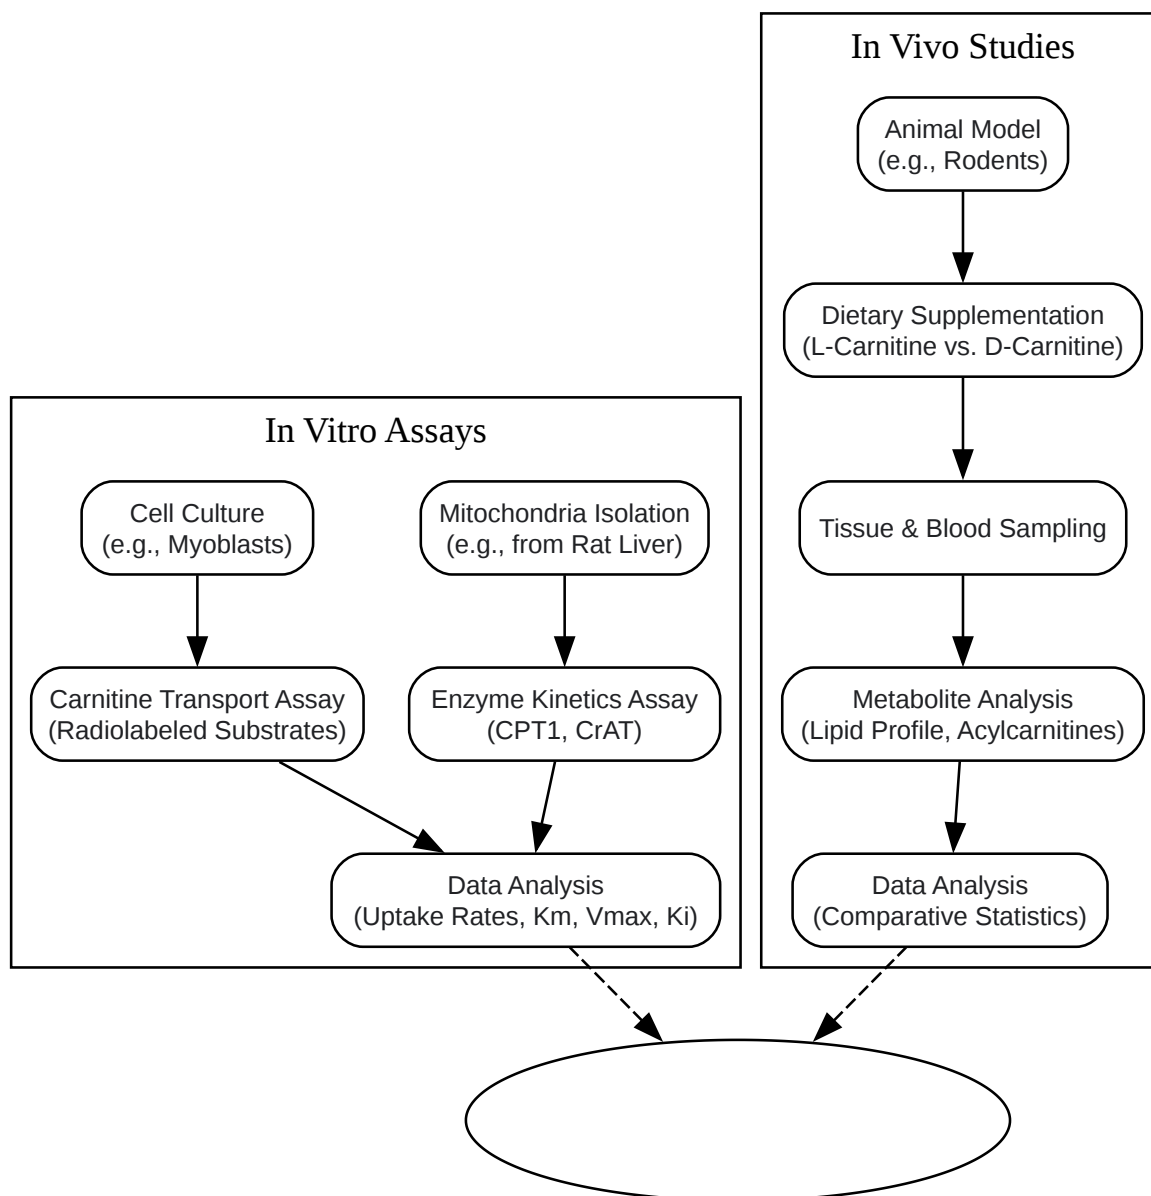 In Vivo Studies
Animal Model
(e.g., Rodents)
Dietary Supplementation
(L-Carnitine vs. D-Carnitine)
Tissue & Blood Sampling
Metabolite Analysis
(Lipid Profile, Acylcarnitines)
Data Analysis
(Comparative Statistics)
In Vitro Assays
Cell Culture
(e.g., Myoblasts)
Mitochondria Isolation
(e.g., from Rat Liver)
Carnitine Transport Assay
(Radiolabeled Substrates)
Enzyme Kinetics Assay
(CPT1, CrAT)
Data Analysis
(Uptake Rates, Km, Vmax, Ki)